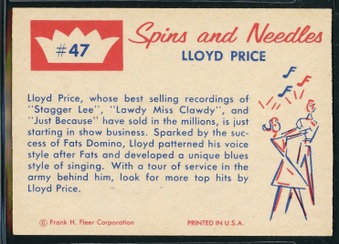 Spins and Needles
#47
LLOYD PRICE
Lloyd Price, whose best selling recordings of
"Stagger Lee", "Lawdy Miss Clawdy", and
"Just Because" have sold in the millions, is just
starting in show business. Sparked by the suc-
cess of Fats Domino, Lloyd patterned his voice
style after Fats and developed a unique blues
style of singing. With a tour of service in the
army behind him, look for more top hits by
Lloyd Price.
© Frank H. Fleer Corporation PRINTED IN U.S.A.